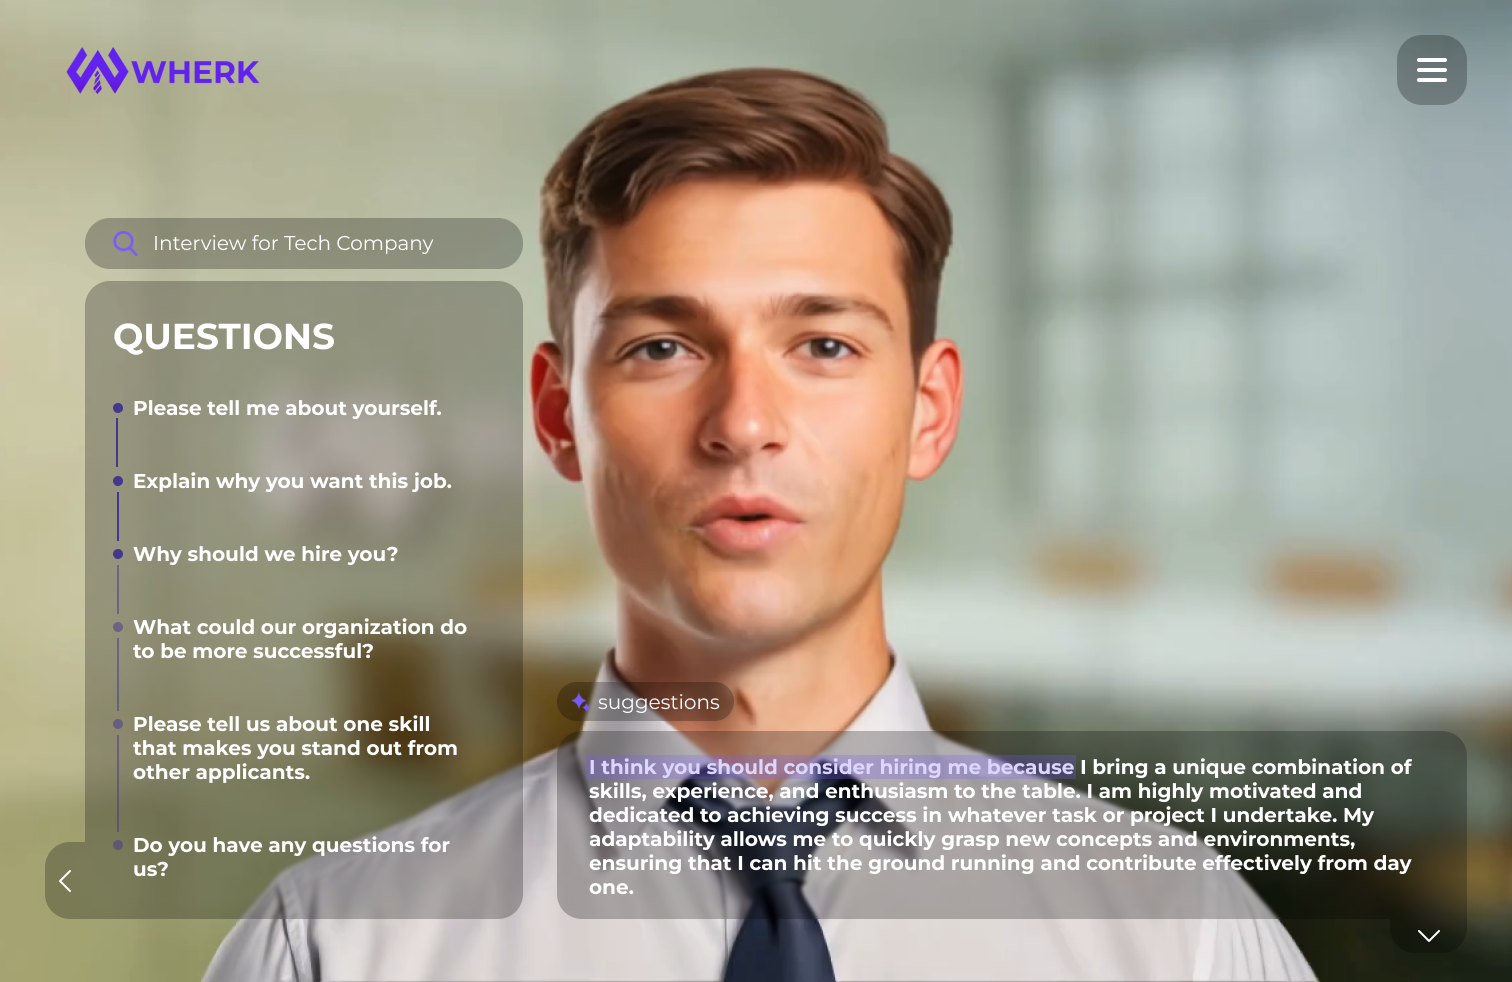 WHERK
Interview for Tech Company
QUESTIONS
Please tell me about yourself.
Explain why you want this job.
Why should we hire you?
What could our organization do
to be more successful?
Please tell us about one skill
that makes you stand out from
other applicants.
Do you have any questions for
us?
suggestions
I think you should consider hiring me because I bring a unique combination of
skills, experience, and enthusiasm to the table. I am highly motivated and
dedicated to achieving success in whatever task or project I undertake. My
adaptability allows me to quickly grasp new concepts and environments,
ensuring that I can hit the ground running and contribute effectively from day
one.